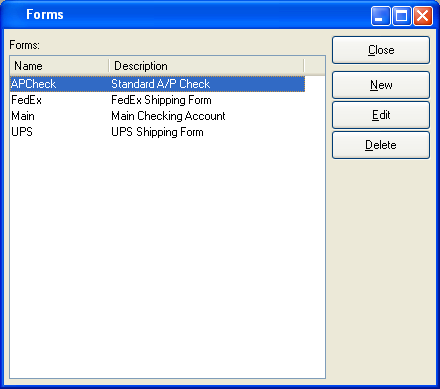 Forms
Forms:
Name Description
APCheck Standard A/P Check
FedEx FedEx Shipping Form
Main Main Checking Account
UPS UPS Shipping Form
Close
New
Edit
Delete